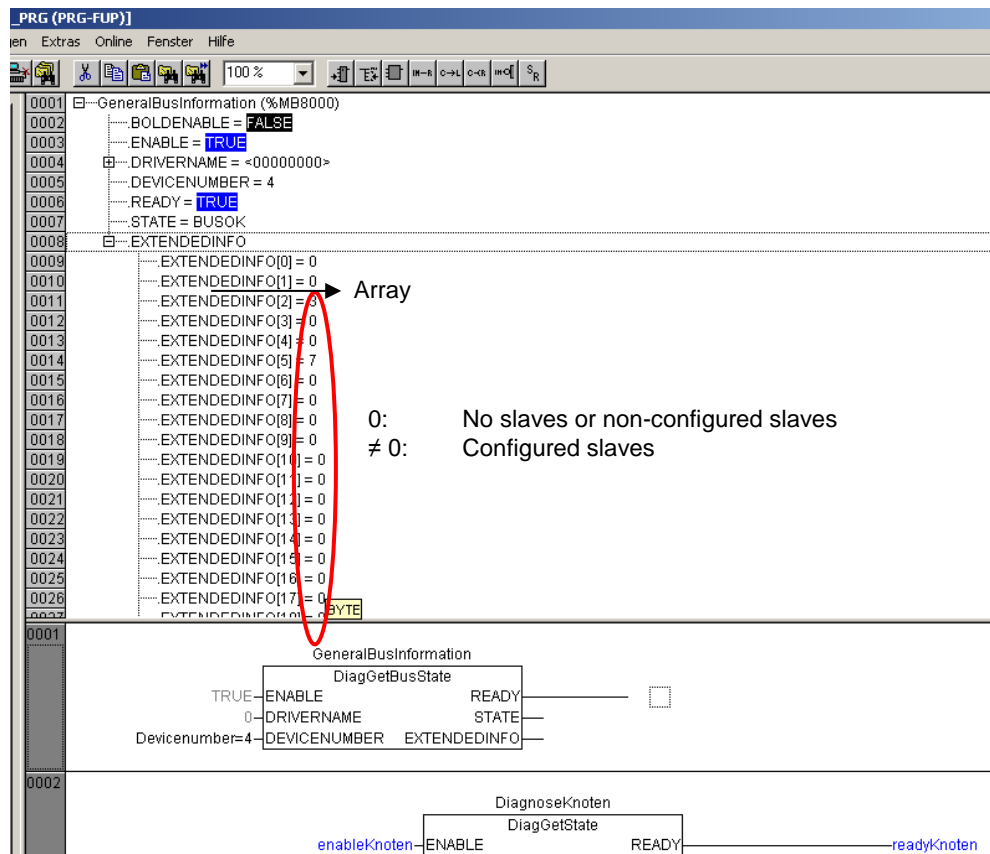 _PRG (PRG-FUP)]
gen Extras Online Fenster Hilfe
100 %
0001 GeneralBusInformation (%MB8000)
0002 .BOLDENABLE = FALSE
0003 .ENABLE = TRUE
0004 .DRIVERNAME = <00000000>
0005 .DEVICENUMBER = 4
0006 .READY = TRUE
0007 .STATE = BUSOK
0008 .EXTENDEDINFO
0009 .EXTENDEDINFO[0] = 0
0010 .EXTENDEDINFO[1] = 0
Array
0011 .EXTENDEDINFO[2] = 3
0012 .EXTENDEDINFO[3] = 0
0013 .EXTENDEDINFO[4] = 0
0014 .EXTENDEDINFO[5] = 7
0015 .EXTENDEDINFO[6] = 0
0016 .EXTENDEDINFO[7] = 0
0017 .EXTENDEDINFO[8] = 0
0: No slaves or non-configured slaves
0018 .EXTENDEDINFO[9] = 0
≠ 0: Configured slaves
0019 .EXTENDEDINFO[10] = 0
0020 .EXTENDEDINFO[11] = 0
0021 .EXTENDEDINFO[12] = 0
0022 .EXTENDEDINFO[13] = 0
0023 .EXTENDEDINFO[14] = 0
0024 .EXTENDEDINFO[15] = 0
0025 .EXTENDEDINFO[16] = 0
0026 .EXTENDEDINFO[17] = 0
BYTE
0001
GeneralBusInformation
DiagGetBusState
TRUE ENABLE READY
0 DRIVERNAME STATE
Devicenumber=4 DEVICENUMBER EXTENDEDINFO
0002
DiagnoseKnoten
DiagGetState
enableKnoten ENABLE READY readyKnoten